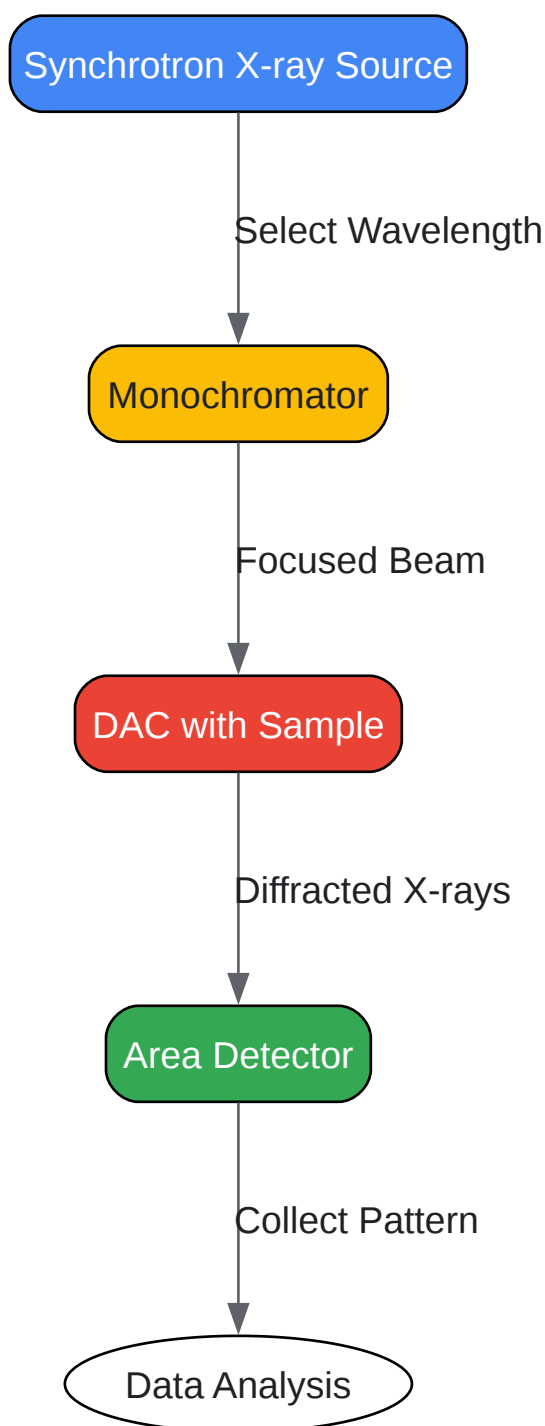 Synchrotron X-ray Source
Select Wavelength
Monochromator
Focused Beam
DAC with Sample
Diffracted X-rays
Area Detector
Collect Pattern
Data Analysis